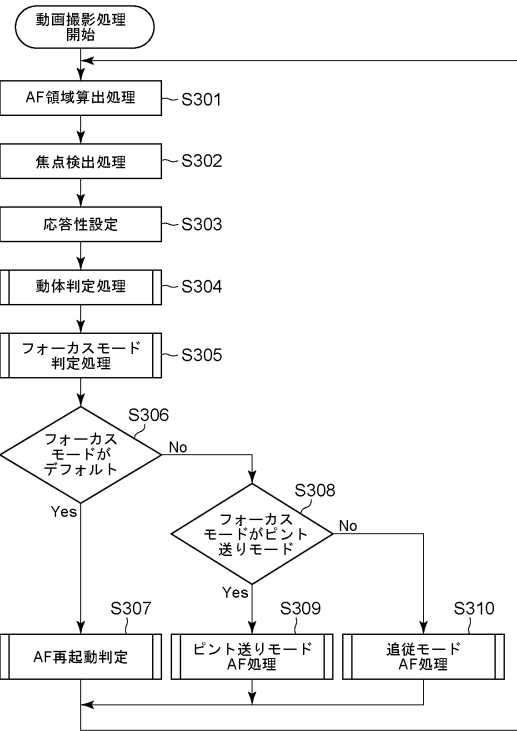 動画撮影処理
開始
AF領域算出処理
S301
焦点検出処理
S302
応答性設定
S303
動体判定処理
S304
フォーカスモード
判定処理
S305
S306
フォーカス
モードが
デフォルト
No
Yes
S308
フォーカス
モードがピント
送りモード
No
Yes
S307
AF再起動判定
S309
ピント送りモード
AF処理
S310
追従モード
AF処理